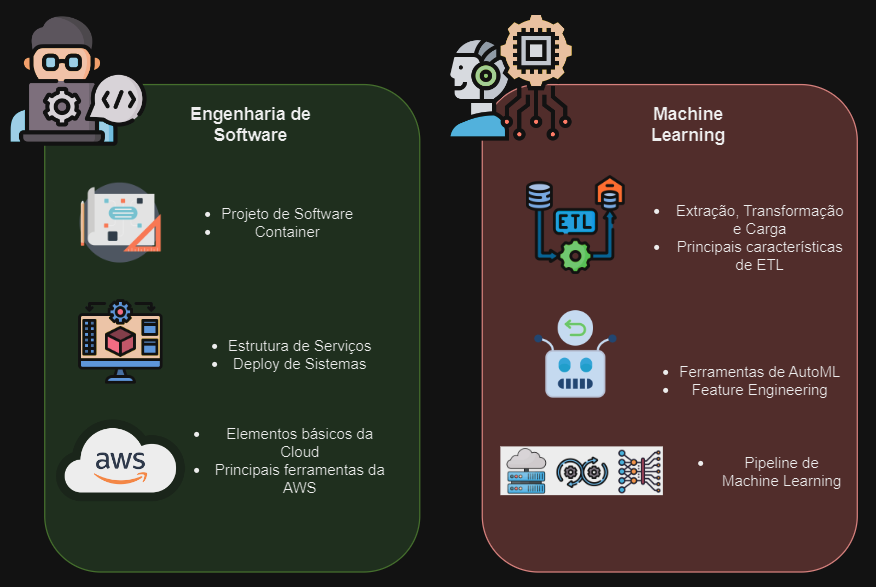 Engenharia de
Software
• Projeto de Software
• Container
• Estrutura de Serviços
• Deploy de Sistemas
aws
• Elementos básicos da
Cloud
• Principais ferramentas da
AWS
Machine
Learning
ETL
• Extração, Transformação
e Carga
• Principais características
de ETL
• Ferramentas de AutoML
• Feature Engineering
• Pipeline de
Machine Learning